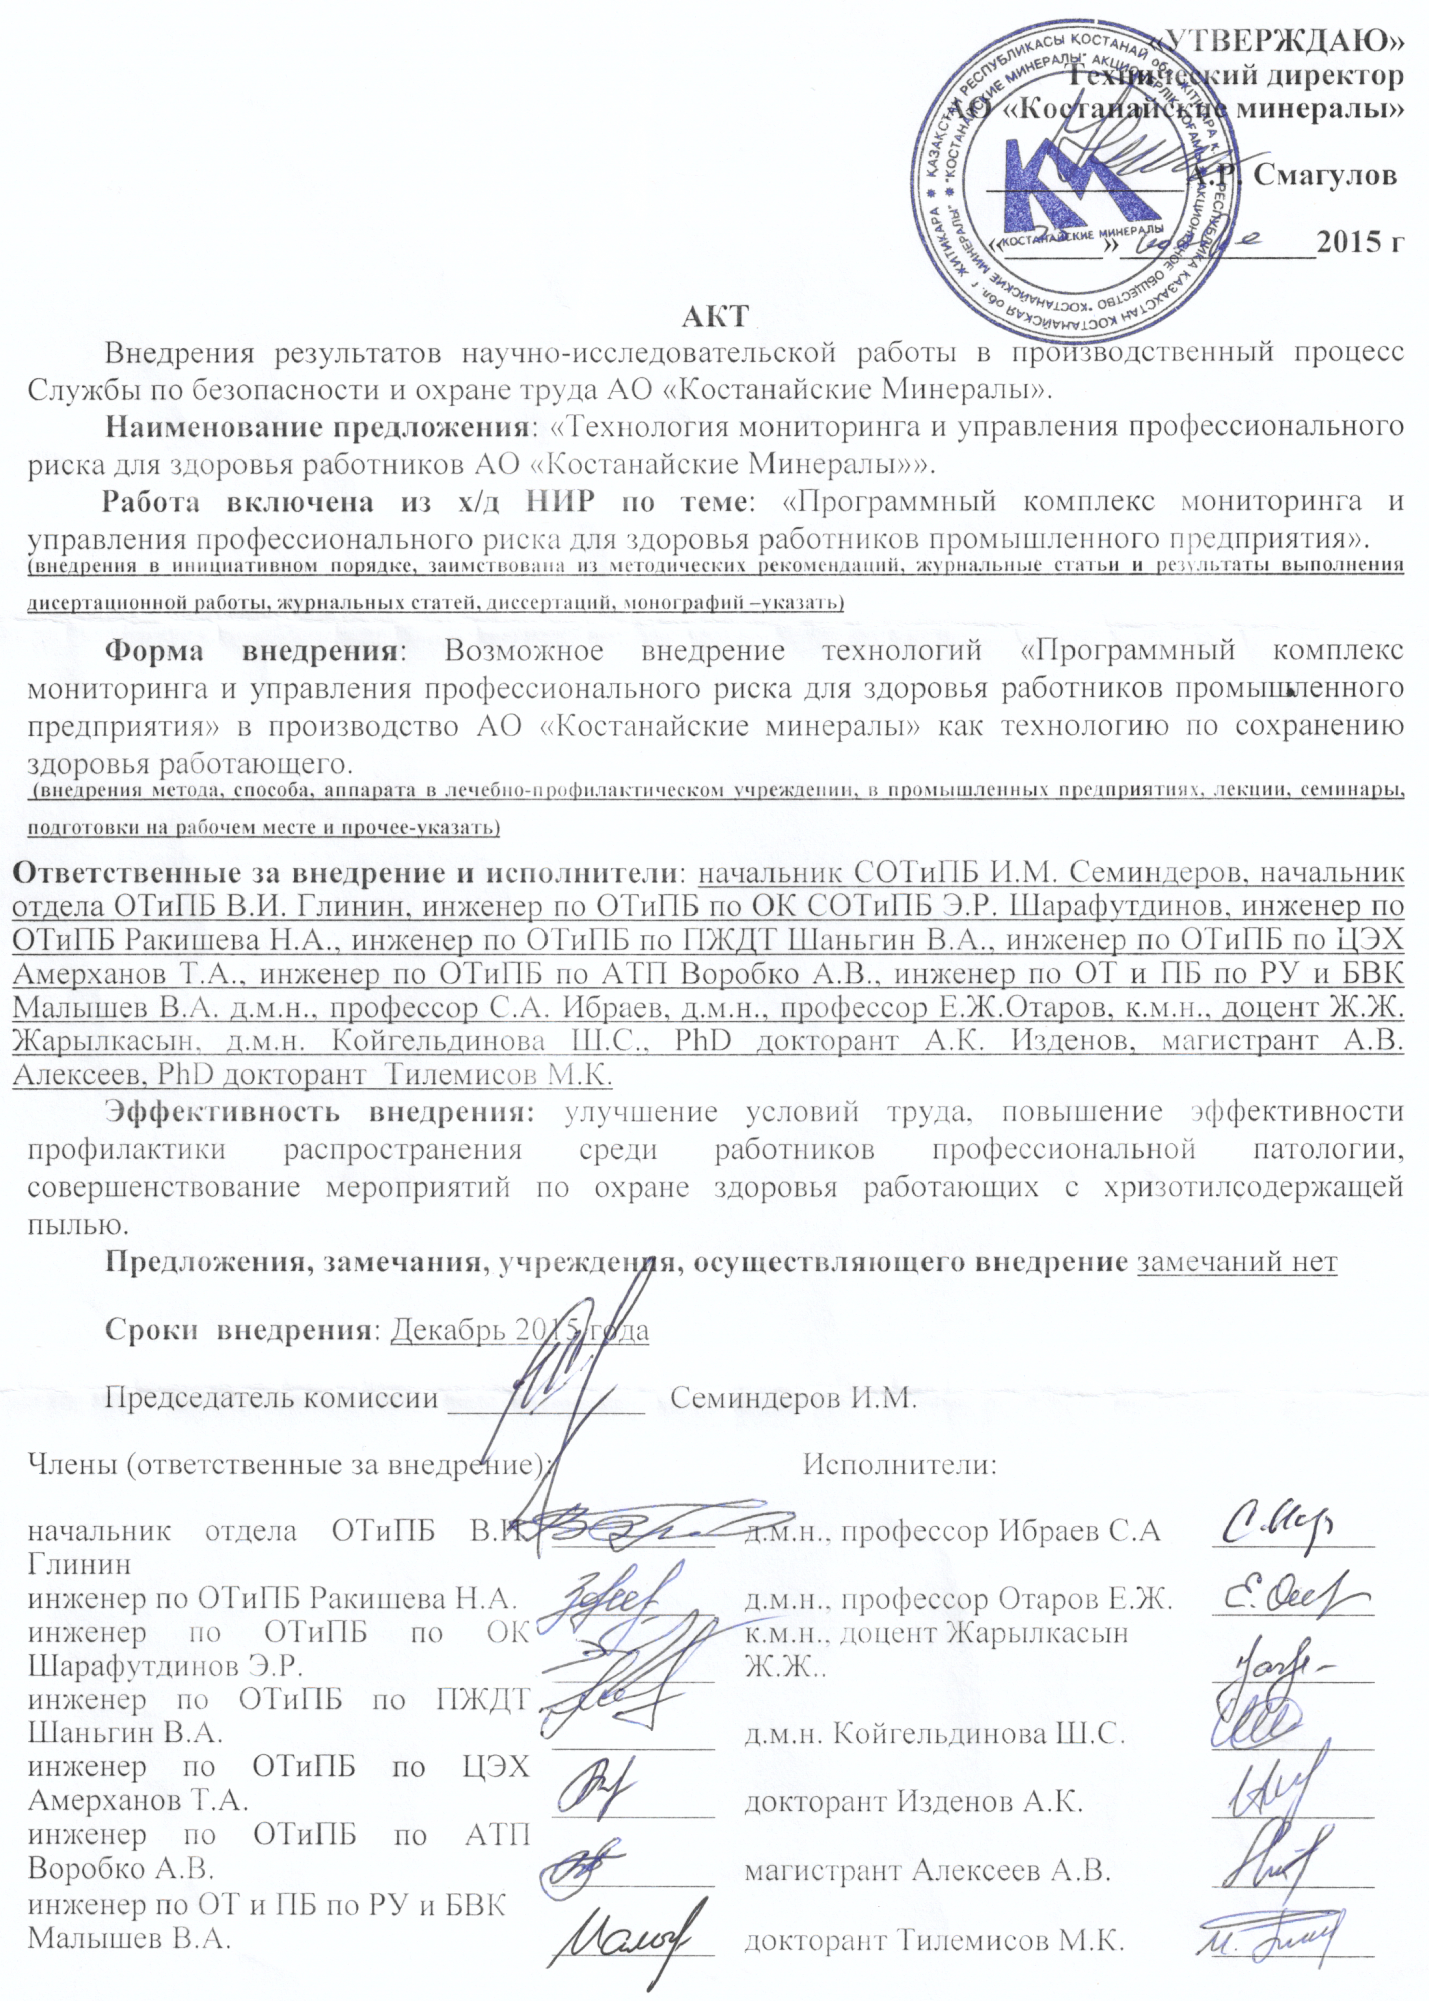 «УТВЕРЖДАЮ»
Технический директор
АО «Костанайские минералы»
А.Р. Смагулов
« » 2015 г
КМ
КОСТАНАЙСКИЕ МИНЕРАЛЫ
АКТ
Внедрения результатов научно-исследовательской работы в производственный процесс
Службы по безопасности и охране труда АО «Костанайские Минералы».
Наименование предложения: «Технология мониторинга и управления профессионального
риска для здоровья работников АО «Костанайские Минералы»».
Работа включена из х/д НИР по теме: «Программный комплекс мониторинга и
управления профессионального риска для здоровья работников промышленного предприятия».
(внедрения в инициативном порядке, заимствована из методических рекомендаций, журнальные статьи и результаты выполнения
дисертационной работы, журнальных статей, диссертаций, монографий –указать)
Форма внедрения: Возможное внедрение технологий «Программный комплекс
мониторинга и управления профессионального риска для здоровья работников промышленного
предприятия» в производство АО «Костанайские минералы» как технологию по сохранению
здоровья работающего.
(внедрения метода, способа, аппарата в лечебно-профилактическом учреждении, в промышленных предприятиях, лекции, семинары,
подготовки на рабочем месте и прочее-указать)
Ответственные за внедрение и исполнители: начальник СОТиПБ И.М. Семиндеров, начальник
отдела ОТиПБ В.И. Глинин, инженер по ОТиПБ по ОК СОТиПБ Э.Р. Шарафутдинов, инженер по
ОТиПБ Ракишева Н.А., инженер по ОТиПБ по ПЖДТ Шаньгин В.А., инженер по ОТиПБ по ЦЭХ
Амерханов Т.А., инженер по ОТиПБ по АТП Воробко А.В., инженер по ОТ и ПБ по РУ и БВК
Малышев В.А. д.м.н., профессор С.А. Ибраев, д.м.н., профессор Е.Ж.Отаров, к.м.н., доцент Ж.Ж.
Жарылкасын, д.м.н. Койгельдинова Ш.С., PhD докторант А.К. Изденов, магистрант А.В.
Алексеев, PhD докторант Тилемисов М.К.
Эффективность внедрения: улучшение условий труда, повышение эффективности
профилактики распространения среди работников профессиональной патологии,
совершенствование мероприятий по охране здоровья работающих с хризотилсодержащей
пылью.
Предложения, замечания, учреждения, осуществляющего внедрение замечаний нет
Сроки внедрения: Декабрь 2015 года
Председатель комиссии Семиндеров И.М.
Члены (ответственные за внедрение): Исполнители:
начальник отдела ОТиПБ В.И. д.м.н., профессор Ибраев С.А
Глинин
инженер по ОТиПБ Ракишева Н.А. д.м.н., профессор Отаров Е.Ж.
инженер по ОТиПБ по ОК к.м.н., доцент Жарылкасын
Шарафутдинов Э.Р. Ж.Ж..
инженер по ОТиПБ по ПЖДТ
Шаньгин В.А. д.м.н. Койгельдинова Ш.С.
инженер по ОТиПБ по ЦЭХ
Амерханов Т.А. докторант Изденов А.К.
инженер по ОТиПБ по АТП
Воробко А.В. магистрант Алексеев А.В.
инженер по ОТ и ПБ по РУ и БВК
Малышев В.А. докторант Тилемисов М.К.